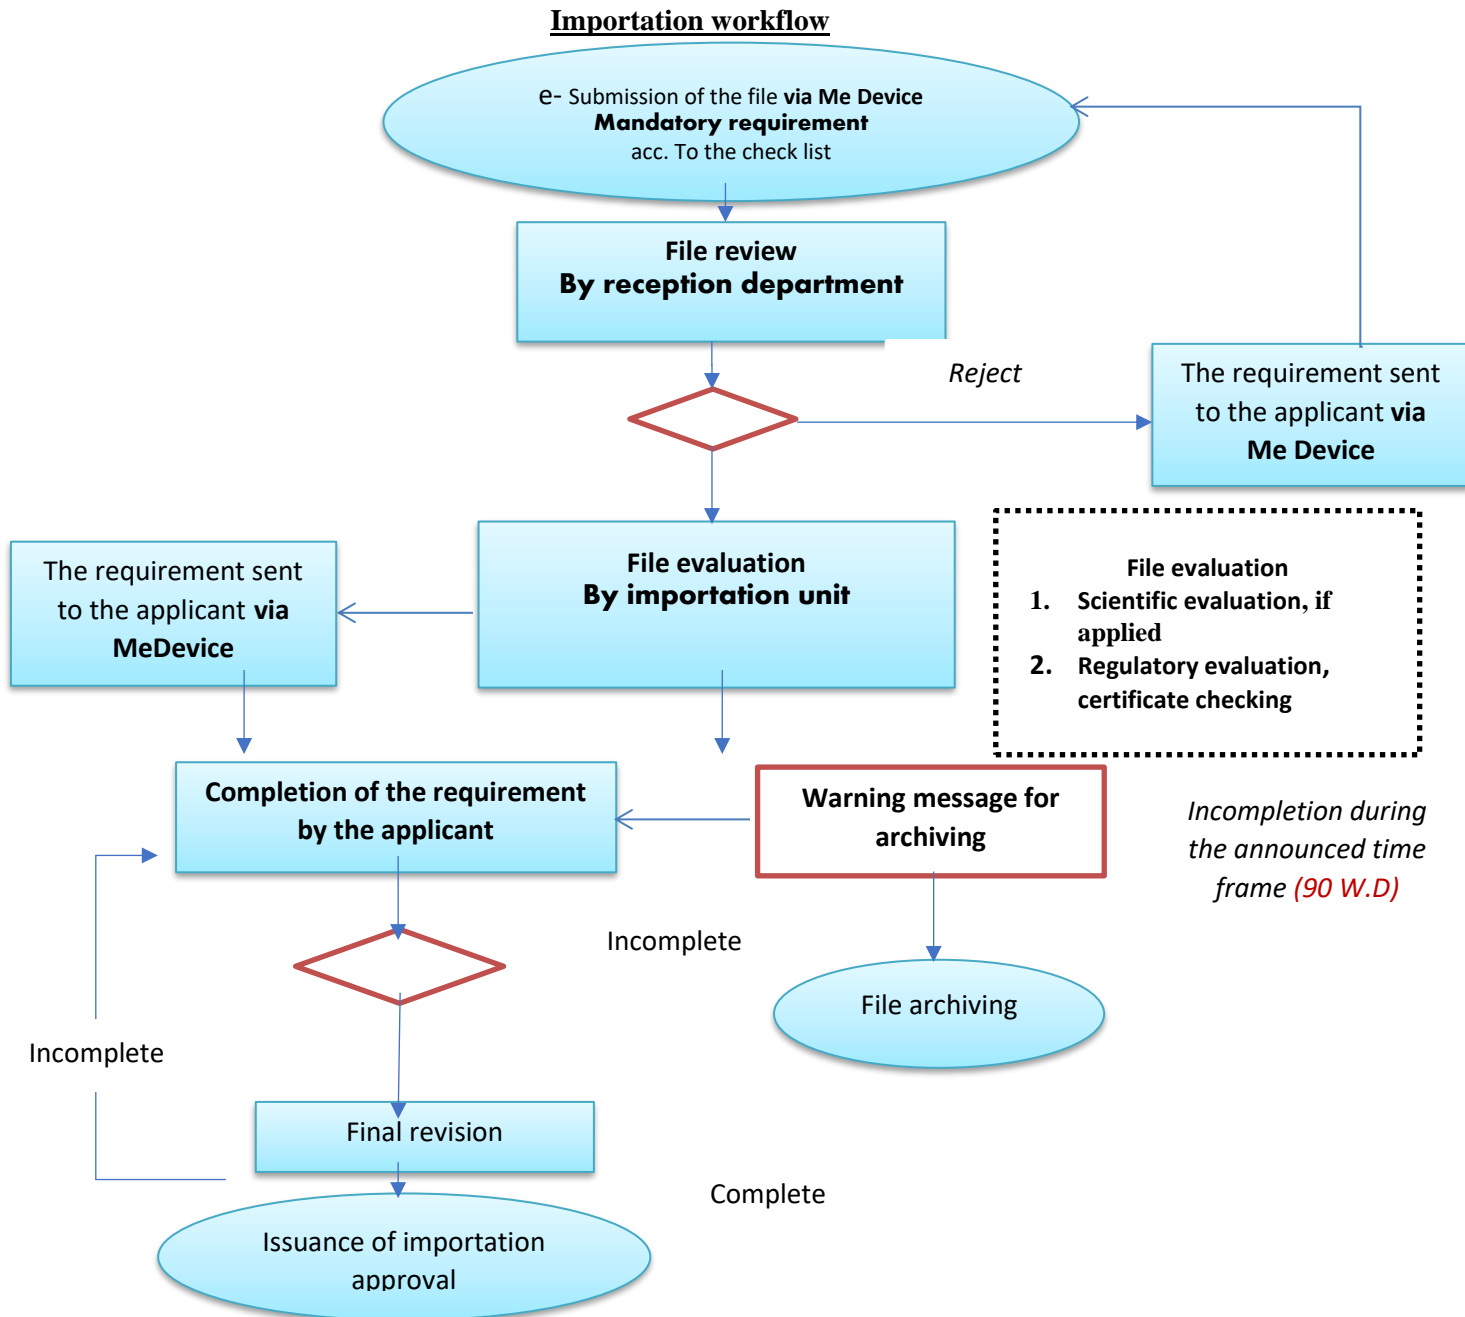 Importation workflow
e- Submission of the file via Me Device
Mandatory requirement
acc. To the check list
File review
By reception department
Reject
The requirement sent
to the applicant via
Me Device
File evaluation
By importation unit
The requirement sent
to the applicant via
MeDevice
File evaluation
1. Scientific evaluation, if
applied
2. Regulatory evaluation,
certificate checking
Completion of the requirement
by the applicant
Warning message for
archiving
Incompletion during
the announced time
frame (90 W.D)
Incomplete
File archiving
Incomplete
Final revision
Complete
Issuance of importation
approval